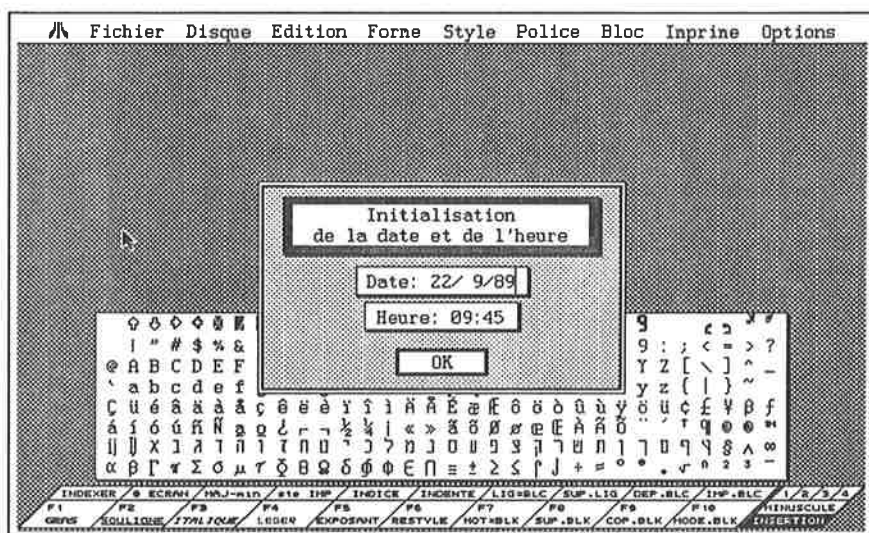 Fichier Disque Edition Forme Style Police Bloc Imprime Options
Initialisation
de la date et de l'heure
Date: 22/ 9/89
Heure: 09:45
OK
! " # $ % & 9 : ; < = > ?
@ A B C D E F Y Z [ \ ] ^ _
` a b c d e f y z { | } ~
INDEXER @ ECRAN MAJ-min ste IMP INDICE INDENTE LIG=BLC SUP.LIG DEP.BLC IMP.BLC 1 2 3 4
F1 F2 F3 F4 F5 F6 F7 F8 F9 F10 MINUSCULE
GRAS SOULIGNE ITALIQUE LEGER EXPOSANT RESTYLE MOT=BLK SUP.BLK COP.BLK MODE.BLK INSERTION